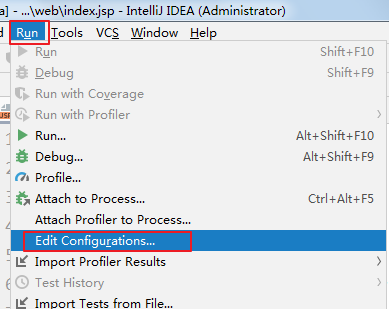 a] - ...\web\index.jsp - IntelliJ IDEA (Administrator)
Run Tools VCS Window Help
Run Shift+F10
Debug Shift+F9
Run with Coverage
Run with Profiler
Run... Alt+Shift+F10
Debug... Alt+Shift+F9
Profile...
Attach to Process... Ctrl+Alt+F5
Attach Profiler to Process...
Edit Configurations...
Import Profiler Results
Test History
Import Tests from File...